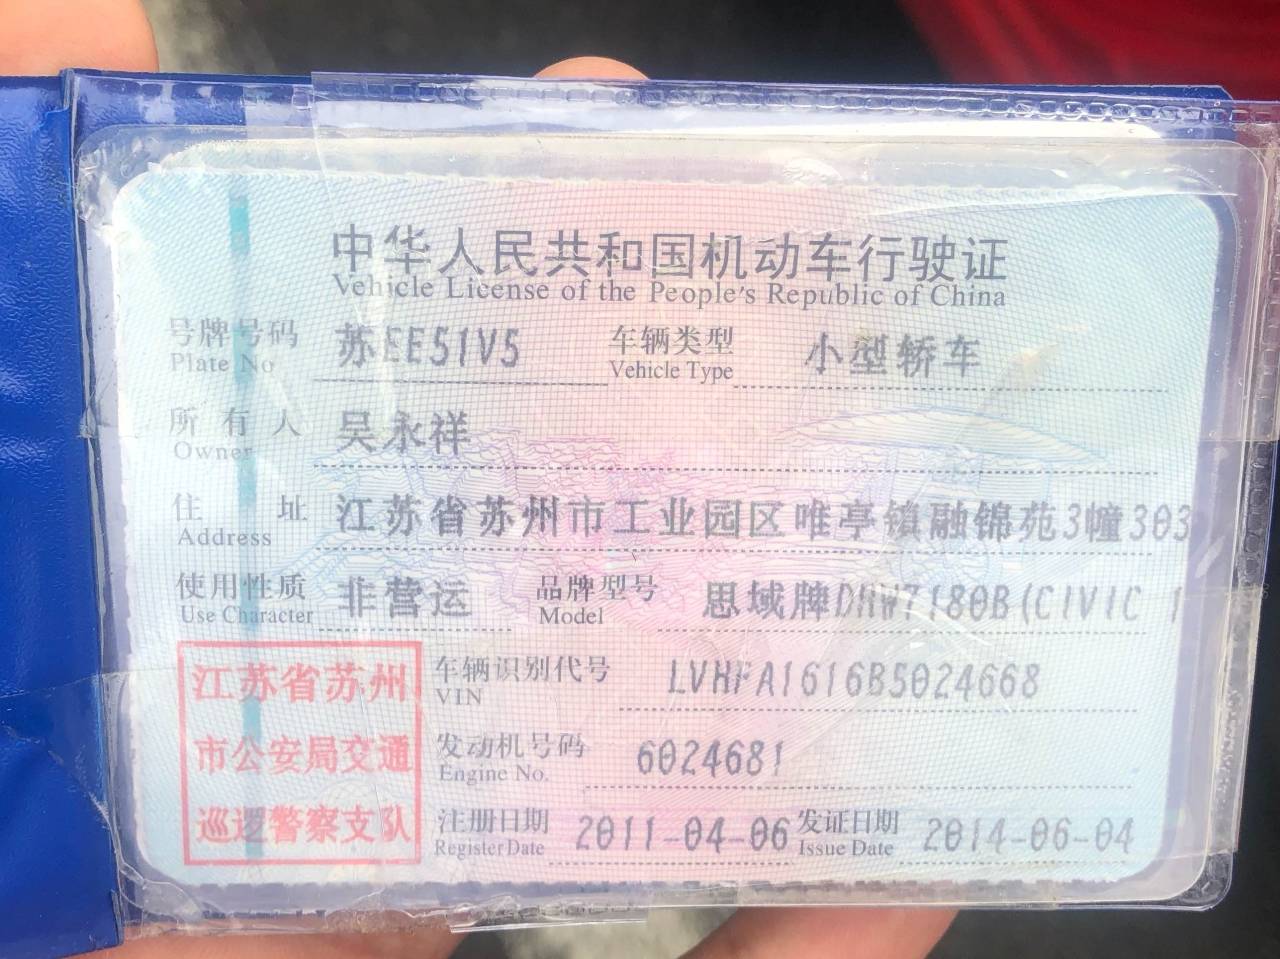 中华人民共和国机动车行驶证
Vehicle License of the People's Republic of China
号牌号码 苏EE51V5 车辆类型 小型轿车
Plate No Vehicle Type
所有人 吴永祥
Owner
住址 江苏省苏州市工业园区唯亭镇融锦苑3幢303
Address
使用性质 非营运 品牌型号 思域牌DHW7180B(CIVIC 1
Use Character Model
江苏省苏州
市公安局交通
巡逻警察支队
车辆识别代号 LVHFA1616B5024668
VIN
发动机号码 6024681
Engine No.
注册日期 2011-04-06 发证日期 2014-06-04
Register Date Issue Date